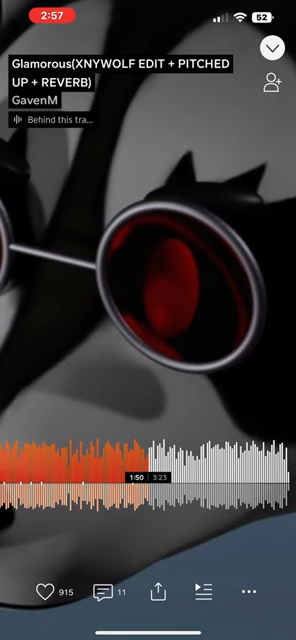 2:57
52
Glamorous(XNYWOLF EDIT + PITCHED
UP + REVERB)
GavenM
Behind this tra...
1:50 | 3:23
915
11